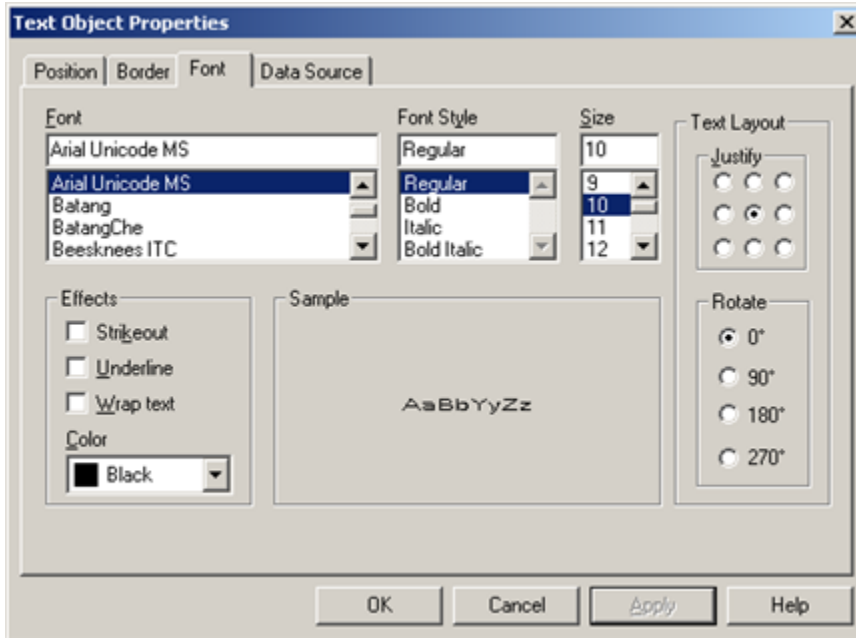 Text Object Properties
Position Border Font Data Source
Font Font Style Size Text Layout
Arial Unicode MS Regular 10 Justify
Arial Unicode MS Regular 9
Batang Bold 10
BatangChe Italic 11
Beesknees ITC Bold Italic 12
Effects Sample Rotate
Strikeout 0°
Underline 90°
Wrap text AaBbYyZz 180°
Color 270°
Black
OK Cancel Apply Help